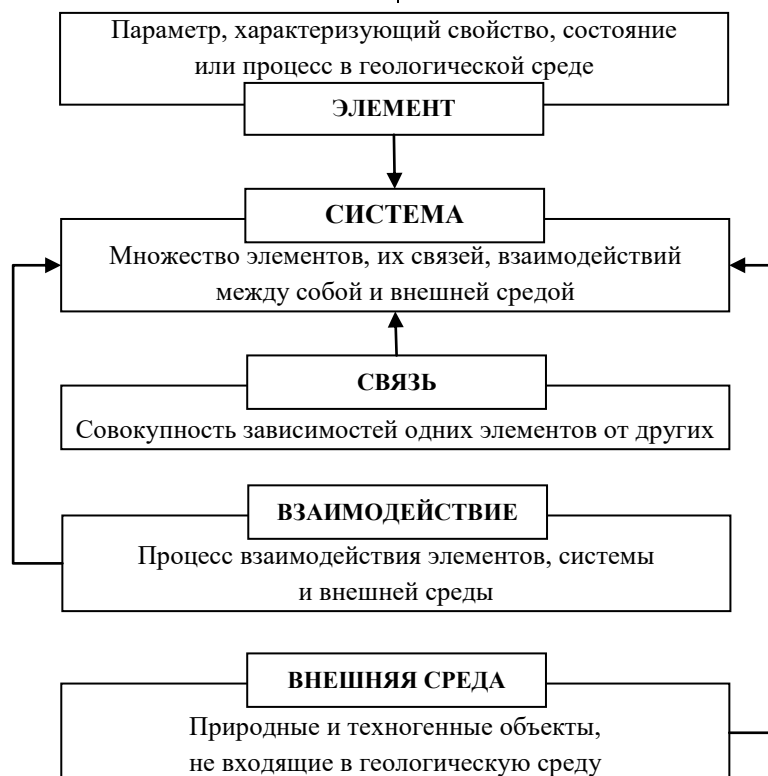 Параметр, характеризующий свойство, состояние
или процесс в геологической среде
ЭЛЕМЕНТ
СИСТЕМА
Множество элементов, их связей, взаимодействий
между собой и внешней средой
СВЯЗЬ
Совокупность зависимостей одних элементов от других
ВЗАИМОДЕЙСТВИЕ
Процесс взаимодействия элементов, системы
и внешней среды
ВНЕШНЯЯ СРЕДА
Природные и техногенные объекты,
не входящие в геологическую среду